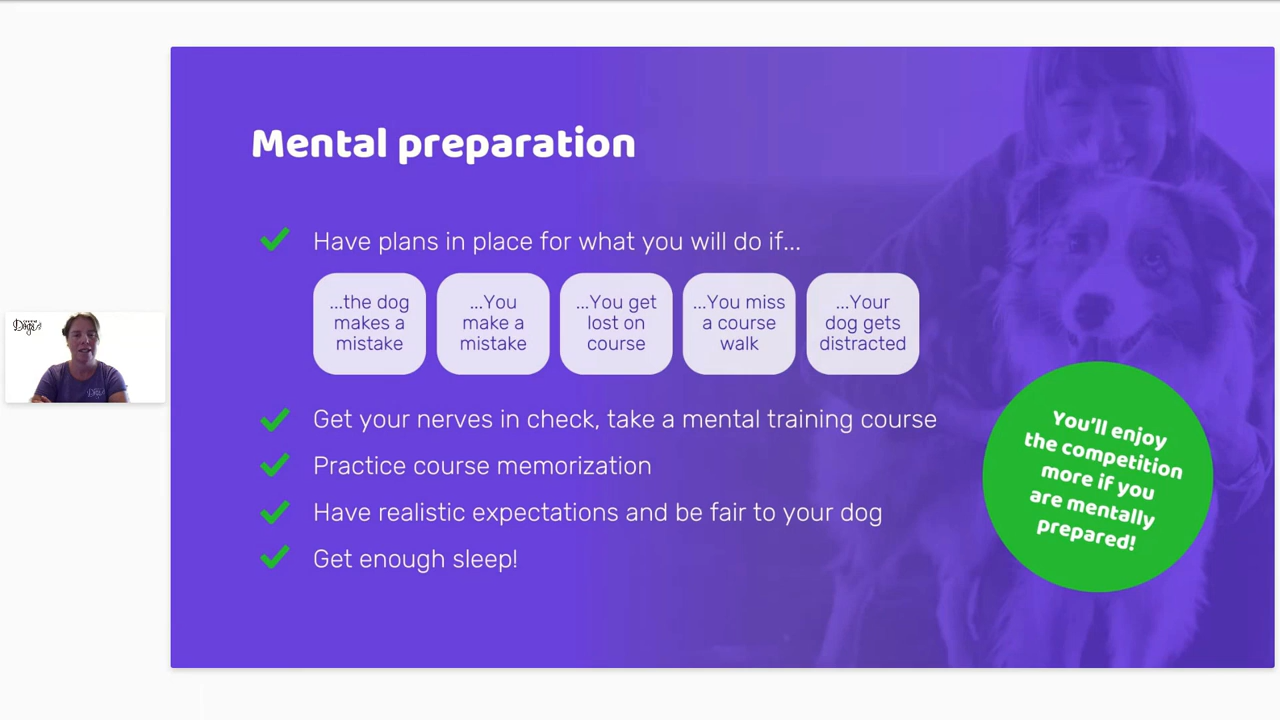 Mental preparation
Have plans in place for what you will do if...
...the dog
makes a
mistake
...You
make a
mistake
...You get
lost on
course
...You miss
a course
walk
...Your
dog gets
distracted
Get your nerves in check, take a mental training course
Practice course memorization
Have realistic expectations and be fair to your dog
Get enough sleep!
You'll enjoy
the competition
more if you
are mentally
prepared!